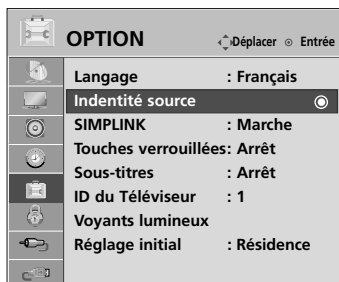 OPTION Déplacer Entrée
Langage : Français
Indentité source
SIMPLINK : Marche
Touches verrouillées: Arrêt
Sous-titres : Arrêt
ID du Téléviseur : 1
Voyants lumineux
Réglage initial : Résidence